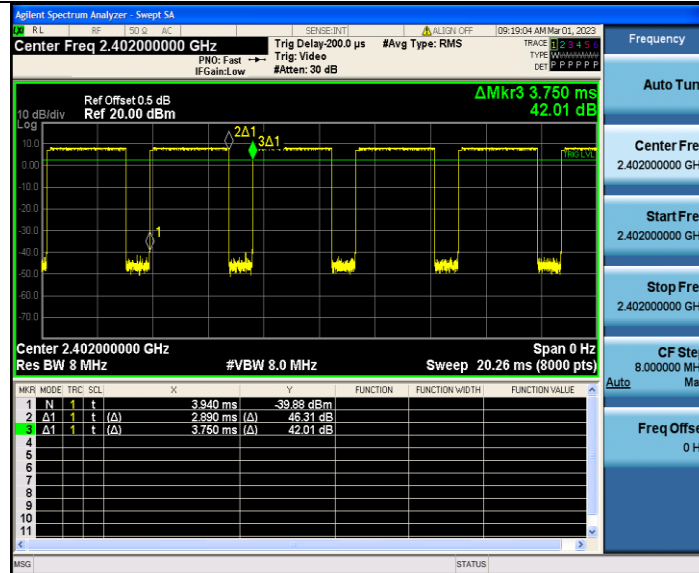 Agilent Spectrum Analyzer - Swept SA
RL RF 50 Ω AC SENSE:INT ALIGN OFF 09:19:04 AM Mar 01, 2023
Center Freq 2.402000000 GHz
PNO: Fast
IFGain:Low
Trig Delay-200.0 µs
Trig: Video
#Atten: 30 dB
#Avg Type: RMS
TRACE 1 2 3 4 5 6
TYPE W
DET P P P P P P
ΔMkr3 3.750 ms
42.01 dB
Ref Offset 0.5 dB
10 dB/div Ref 20.00 dBm
Log
10.0
0.00
-10.0
-20.0
-30.0
-40.0
-50.0
-60.0
-70.0
2Δ1
3Δ1
TRIG LVL
1
Center 2.402000000 GHz Span 0 Hz
Res BW 8 MHz #VBW 8.0 MHz Sweep 20.26 ms (8000 pts)
MKR MODE TRC SCL X Y FUNCTION FUNCTION WIDTH FUNCTION VALUE
1 N 1 t 3.940 ms -39.88 dBm
2 Δ1 1 t (Δ) 2.890 ms (Δ) 46.31 dB
3 Δ1 1 t (Δ) 3.750 ms (Δ) 42.01 dB
4
5
6
7
8
9
10
11
MSG STATUS
Frequency
Auto Tun
Center Fre
2.402000000 GH
Start Fre
2.402000000 GH
Stop Fre
2.402000000 GH
CF Ste
8.000000 MH
Auto Ma
Freq Offse
0 H